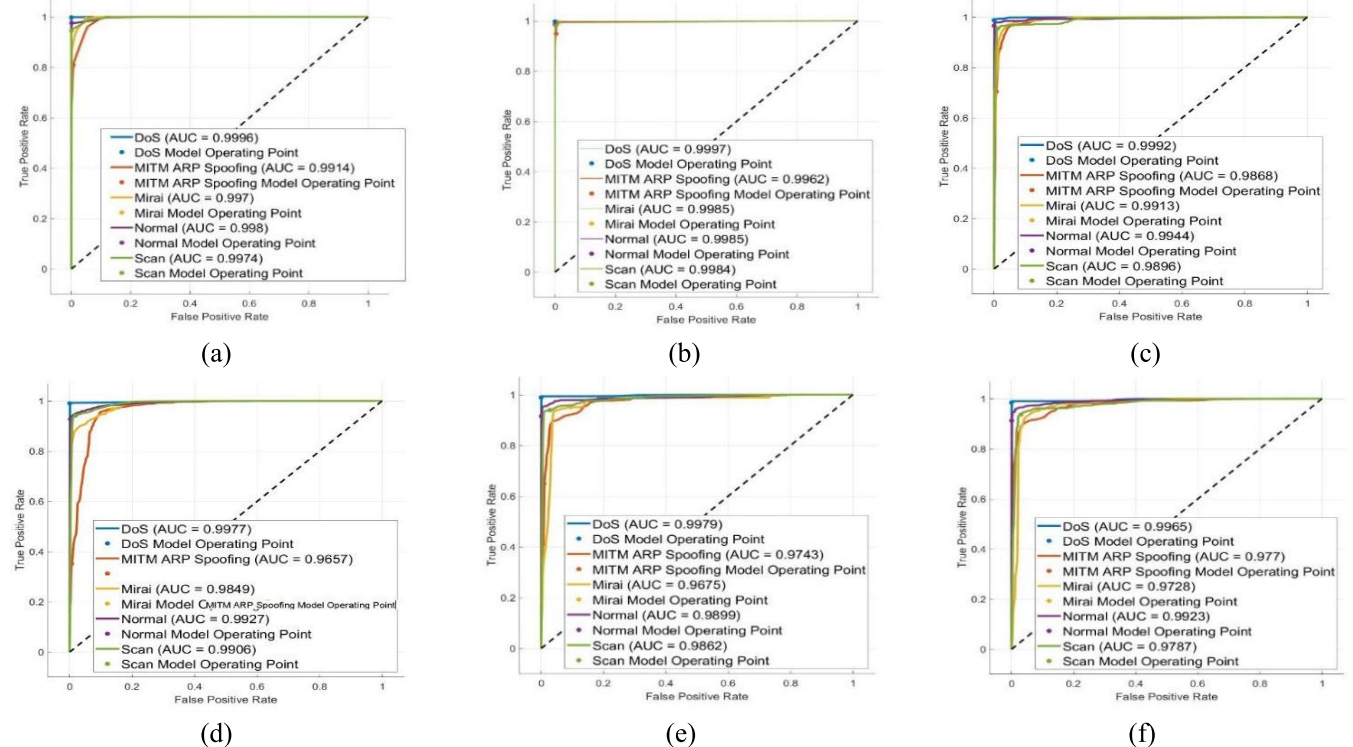 1
0.8
0.6
0.4
0.2
0
True Positive Rate
DoS (AUC = 0.9996)
DoS Model Operating Point
MITM ARP Spoofing (AUC = 0.9914)
MITM ARP Spoofing Model Operating Point
Mirai (AUC = 0.997)
Mirai Model Operating Point
Normal (AUC = 0.998)
Normal Model Operating Point
Scan (AUC = 0.9974)
Scan Model Operating Point
0 0.2 0.4 0.6 0.8 1
False Positive Rate
(a)
1
0.8
0.6
0.4
0.2
0
True Positive Rate
DoS (AUC = 0.9997)
DoS Model Operating Point
MITM ARP Spoofing (AUC = 0.9962)
MITM ARP Spoofing Model Operating Point
Mirai (AUC = 0.9985)
Mirai Model Operating Point
Normal (AUC = 0.9985)
Normal Model Operating Point
Scan (AUC = 0.9984)
Scan Model Operating Point
0 0.2 0.4 0.6 0.8 1
False Positive Rate
(b)
1
0.8
0.6
0.4
0.2
0
True Positive Rate
DoS (AUC = 0.9992)
DoS Model Operating Point
MITM ARP Spoofing (AUC = 0.9868)
MITM ARP Spoofing Model Operating Point
Mirai (AUC = 0.9913)
Mirai Model Operating Point
Normal (AUC = 0.9944)
Normal Model Operating Point
Scan (AUC = 0.9896)
Scan Model Operating Point
0 0.2 0.4 0.6 0.8 1
False Positive Rate
(c)
1
0.8
0.6
0.4
0.2
0
True Positive Rate
DoS (AUC = 0.9977)
DoS Model Operating Point
MITM ARP Spoofing (AUC = 0.9657)
Mirai (AUC = 0.9849)
Mirai Model O
MITM ARP Spoofing Model Operating Point
Normal (AUC = 0.9927)
Normal Model Operating Point
Scan (AUC = 0.9906)
Scan Model Operating Point
0 0.2 0.4 0.6 0.8 1
False Positive Rate
(d)
1
0.8
0.6
0.4
0.2
0
True Positive Rate
DoS (AUC = 0.9979)
DoS Model Operating Point
MITM ARP Spoofing (AUC = 0.9743)
MITM ARP Spoofing Model Operating Point
Mirai (AUC = 0.9675)
Mirai Model Operating Point
Normal (AUC = 0.9899)
Normal Model Operating Point
Scan (AUC = 0.9862)
Scan Model Operating Point
0 0.2 0.4 0.6 0.8 1
False Positive Rate
(e)
1
0.8
0.6
0.4
0.2
0
True Positive Rate
DoS (AUC = 0.9965)
DoS Model Operating Point
MITM ARP Spoofing (AUC = 0.977)
MITM ARP Spoofing Model Operating Point
Mirai (AUC = 0.9728)
Mirai Model Operating Point
Normal (AUC = 0.9923)
Normal Model Operating Point
Scan (AUC = 0.9787)
Scan Model Operating Point
0 0.2 0.4 0.6 0.8 1
False Positive Rate
(f)